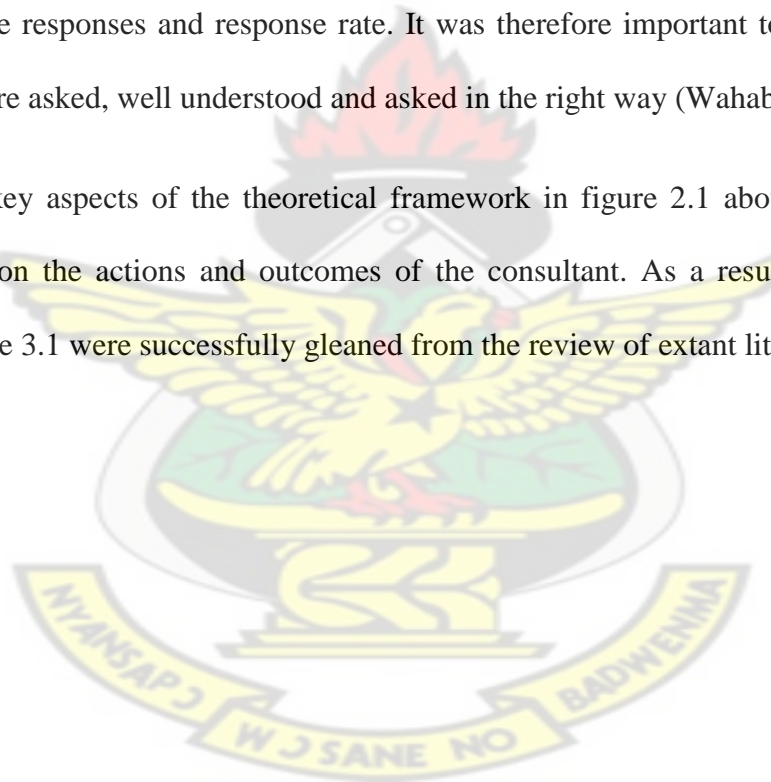 e responses and response rate. It was therefore important to
re asked, well understood and asked in the right way (Wahab
key aspects of the theoretical framework in figure 2.1 abo
on the actions and outcomes of the consultant. As a resu
e 3.1 were successfully gleaned from the review of extant lit
NYANSAPƆ
WƆ SANE NO
BADWENMA